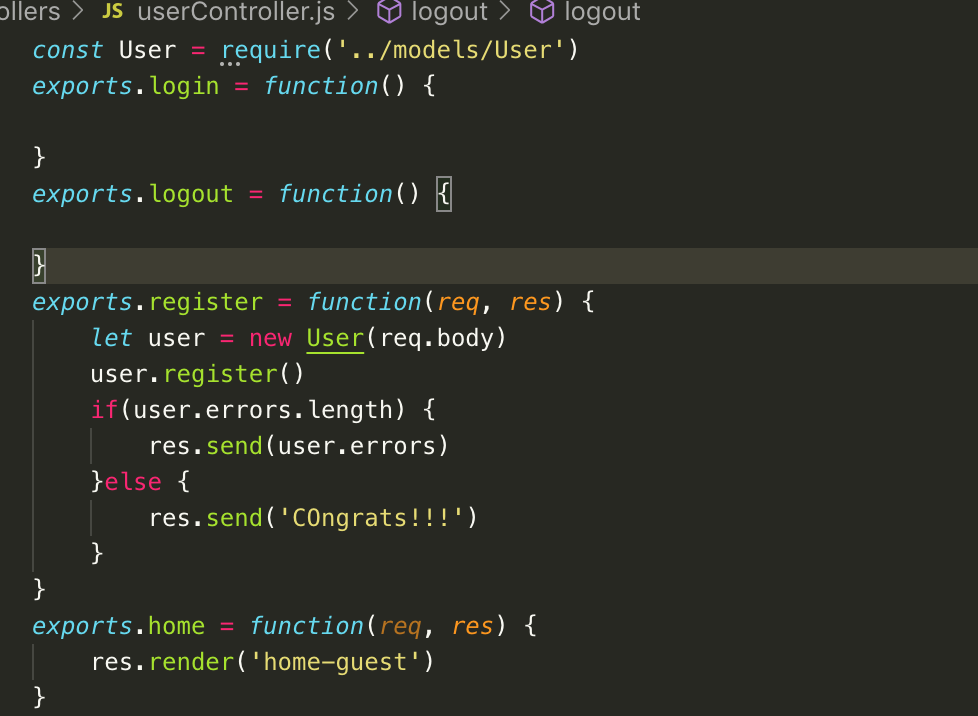 ollers > JS userController.js > logout > logout
const User = require('../models/User')
exports.login = function() {
}
exports.logout = function() {
}
exports.register = function(req, res) {
let user = new User(req.body)
user.register()
if(user.errors.length) {
res.send(user.errors)
}else {
res.send('COngrats!!!')
}
}
exports.home = function(req, res) {
res.render('home-guest')
}